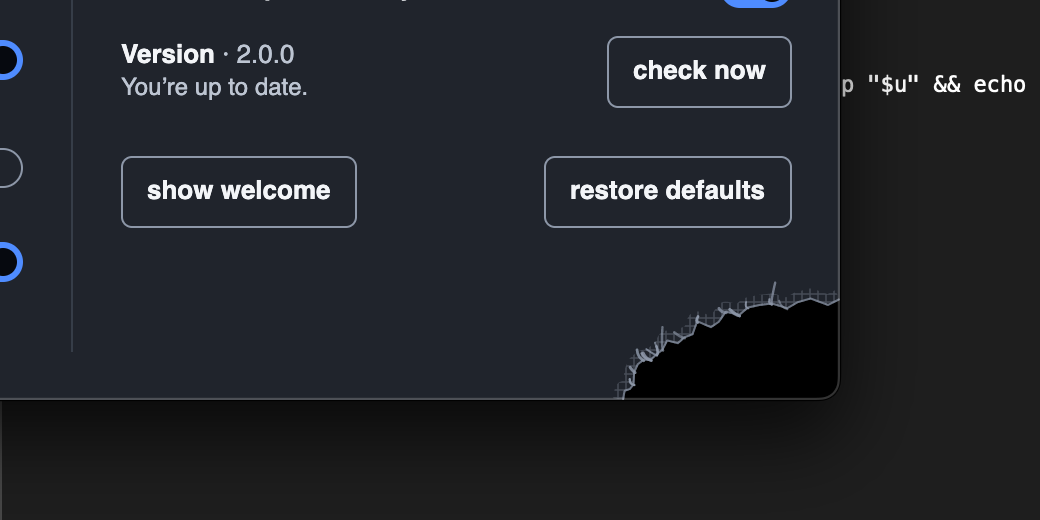 Version · 2.0.0
You’re up to date.
check now
p "$u" && echo
show welcome
restore defaults